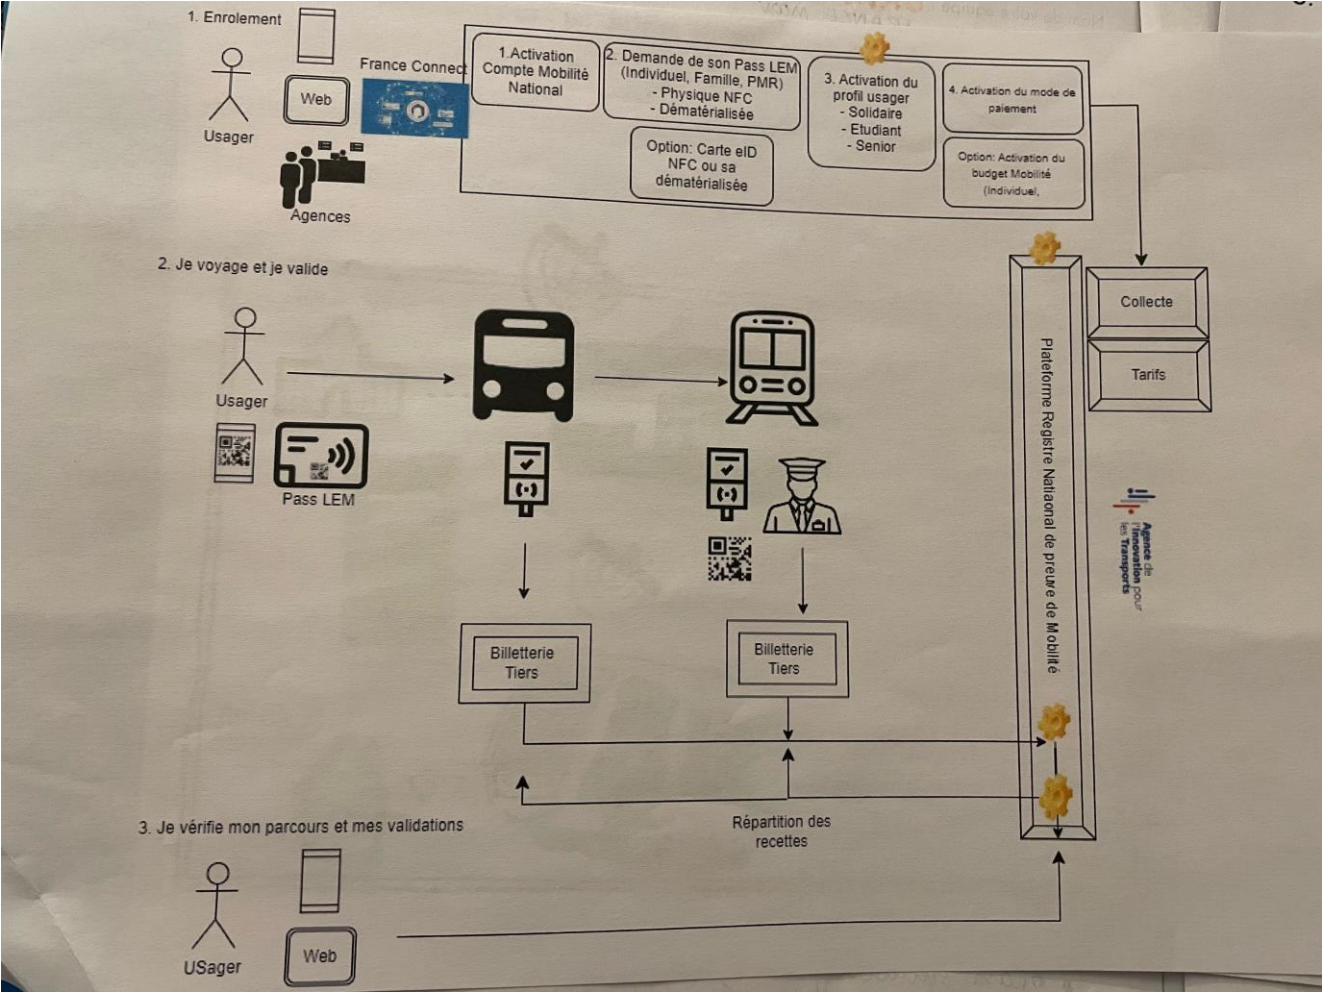 1. Enrolement
Usager
Web
Agences
France Connect
1.Activation
Compte Mobilité
National
2. Demande de son Pass LEM
(Individuel, Famille, PMR)
- Physique NFC
- Dématérialisée
Option: Carte eID
NFC ou sa
dématérialisée
3. Activation du
profil usager
- Solidaire
- Etudiant
- Senior
4. Activation du mode de
paiement
Option: Activation du
budget Mobilité
(Individuel,
2. Je voyage et je valide
Usager
Pass LEM
Billetterie
Tiers
Billetterie
Tiers
Plateforme Registre Natiaonal de preuve de Mobilité
Collecte
Tarifs
Agence de
l'Innovation pour
les Transports
Répartition des
recettes
3. Je vérifie mon parcours et mes validations
USager
Web